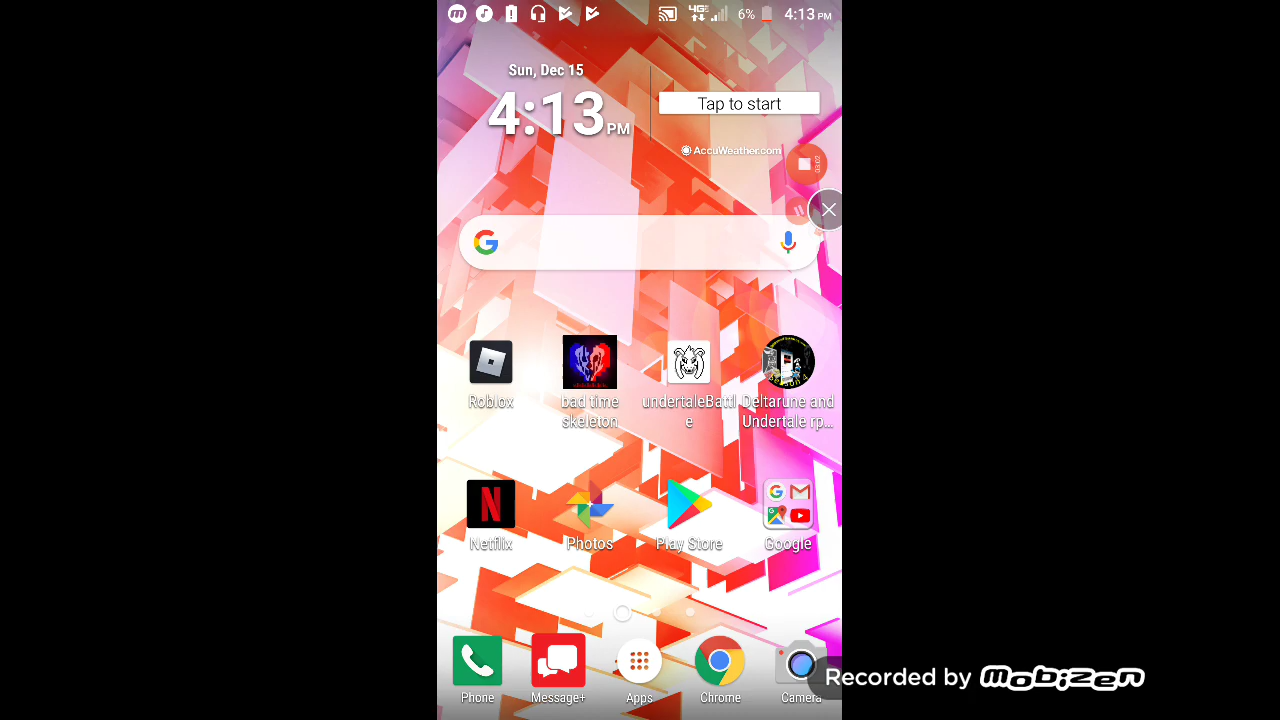 4G
6%
4:13 PM
Sun, Dec 15
4:13 PM
Tap to start
AccuWeather.com
Roblox
bad time
skeleton
undertaleBattl
e
Deltarune and
Undertale rp...
Netflix
Photos
Play Store
Google
Phone
Message+
Apps
Chrome
Camera
Recorded by mobizen